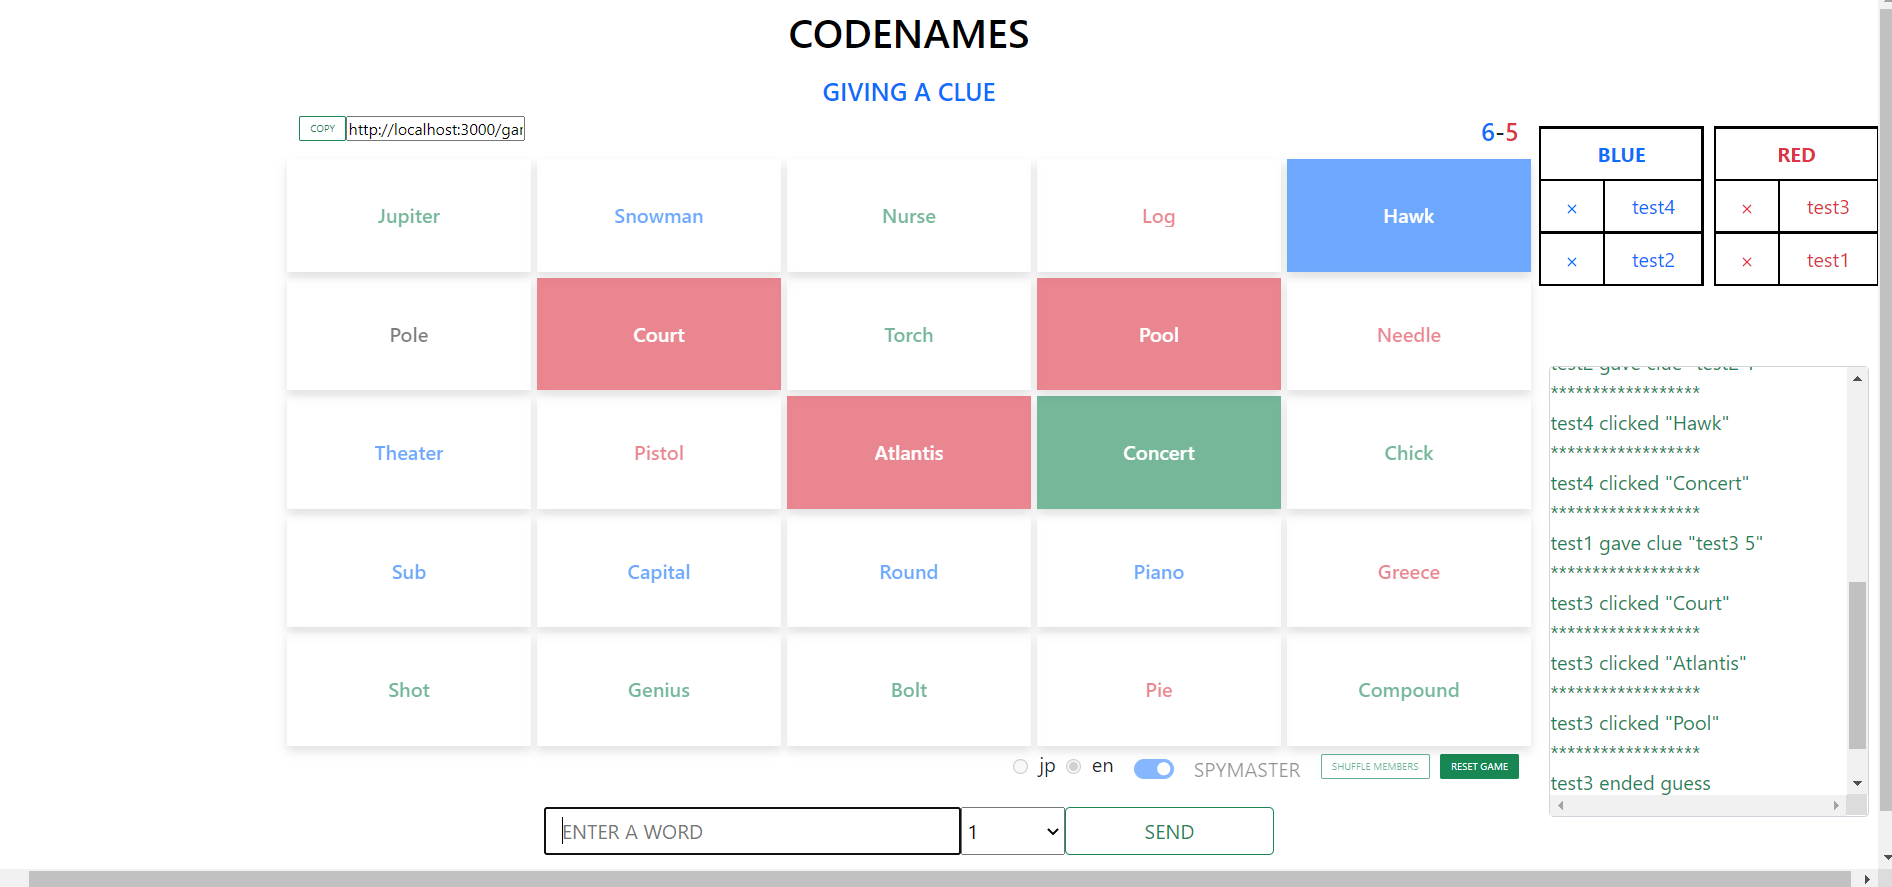 CODENAMES
GIVING A CLUE
COPY http://localhost:3000/gar
6-5
Jupiter Snowman Nurse Log Hawk
Pole Court Torch Pool Needle
Theater Pistol Atlantis Concert Chick
Sub Capital Round Piano Greece
Shot Genius Bolt Pie Compound
jp en SPYMASTER SHUFFLE MEMBERS RESET GAME
ENTER A WORD 1 SEND
BLUE
× test4
× test2
RED
× test3
× test1
******************
test4 clicked "Hawk"
******************
test4 clicked "Concert"
******************
test1 gave clue "test3 5"
******************
test3 clicked "Court"
******************
test3 clicked "Atlantis"
******************
test3 clicked "Pool"
******************
test3 ended guess